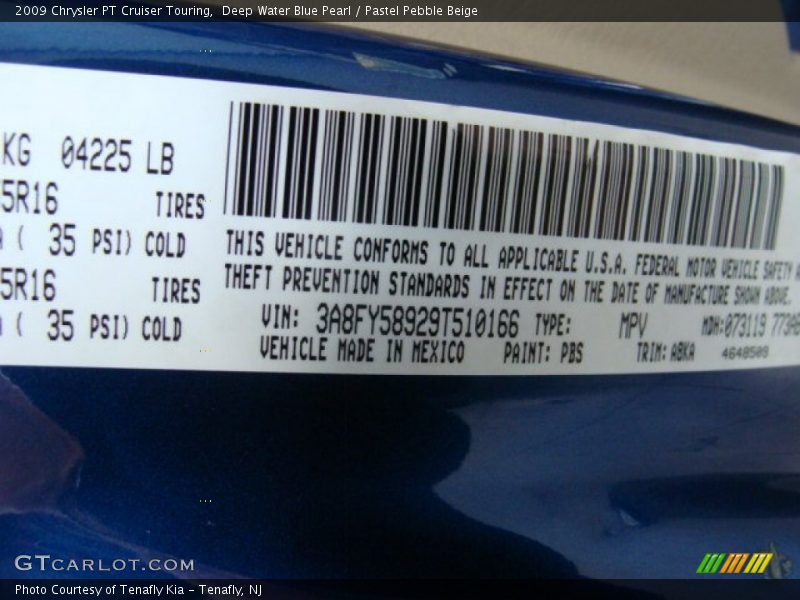 2009 Chrysler PT Cruiser Touring, Deep Water Blue Pearl / Pastel Pebble Beige
KG 04225 LB
5R16 TIRES
( 35 PSI) COLD
5R16 TIRES
( 35 PSI) COLD
THIS VEHICLE CONFORMS TO ALL APPLICABLE U.S.A. FEDERAL MOTOR VEHICLE SAFETY
THEFT PREVENTION STANDARDS IN EFFECT ON THE DATE OF MANUFACTURE SHOWN ABOVE.
VIN: 3A8FY58929T510166 TYPE: MPV MDH:073119
VEHICLE MADE IN MEXICO PAINT: PBS TRIM: ABKA 4648509
GTCARLOT.COM
Photo Courtesy of Tenafly Kia - Tenafly, NJ